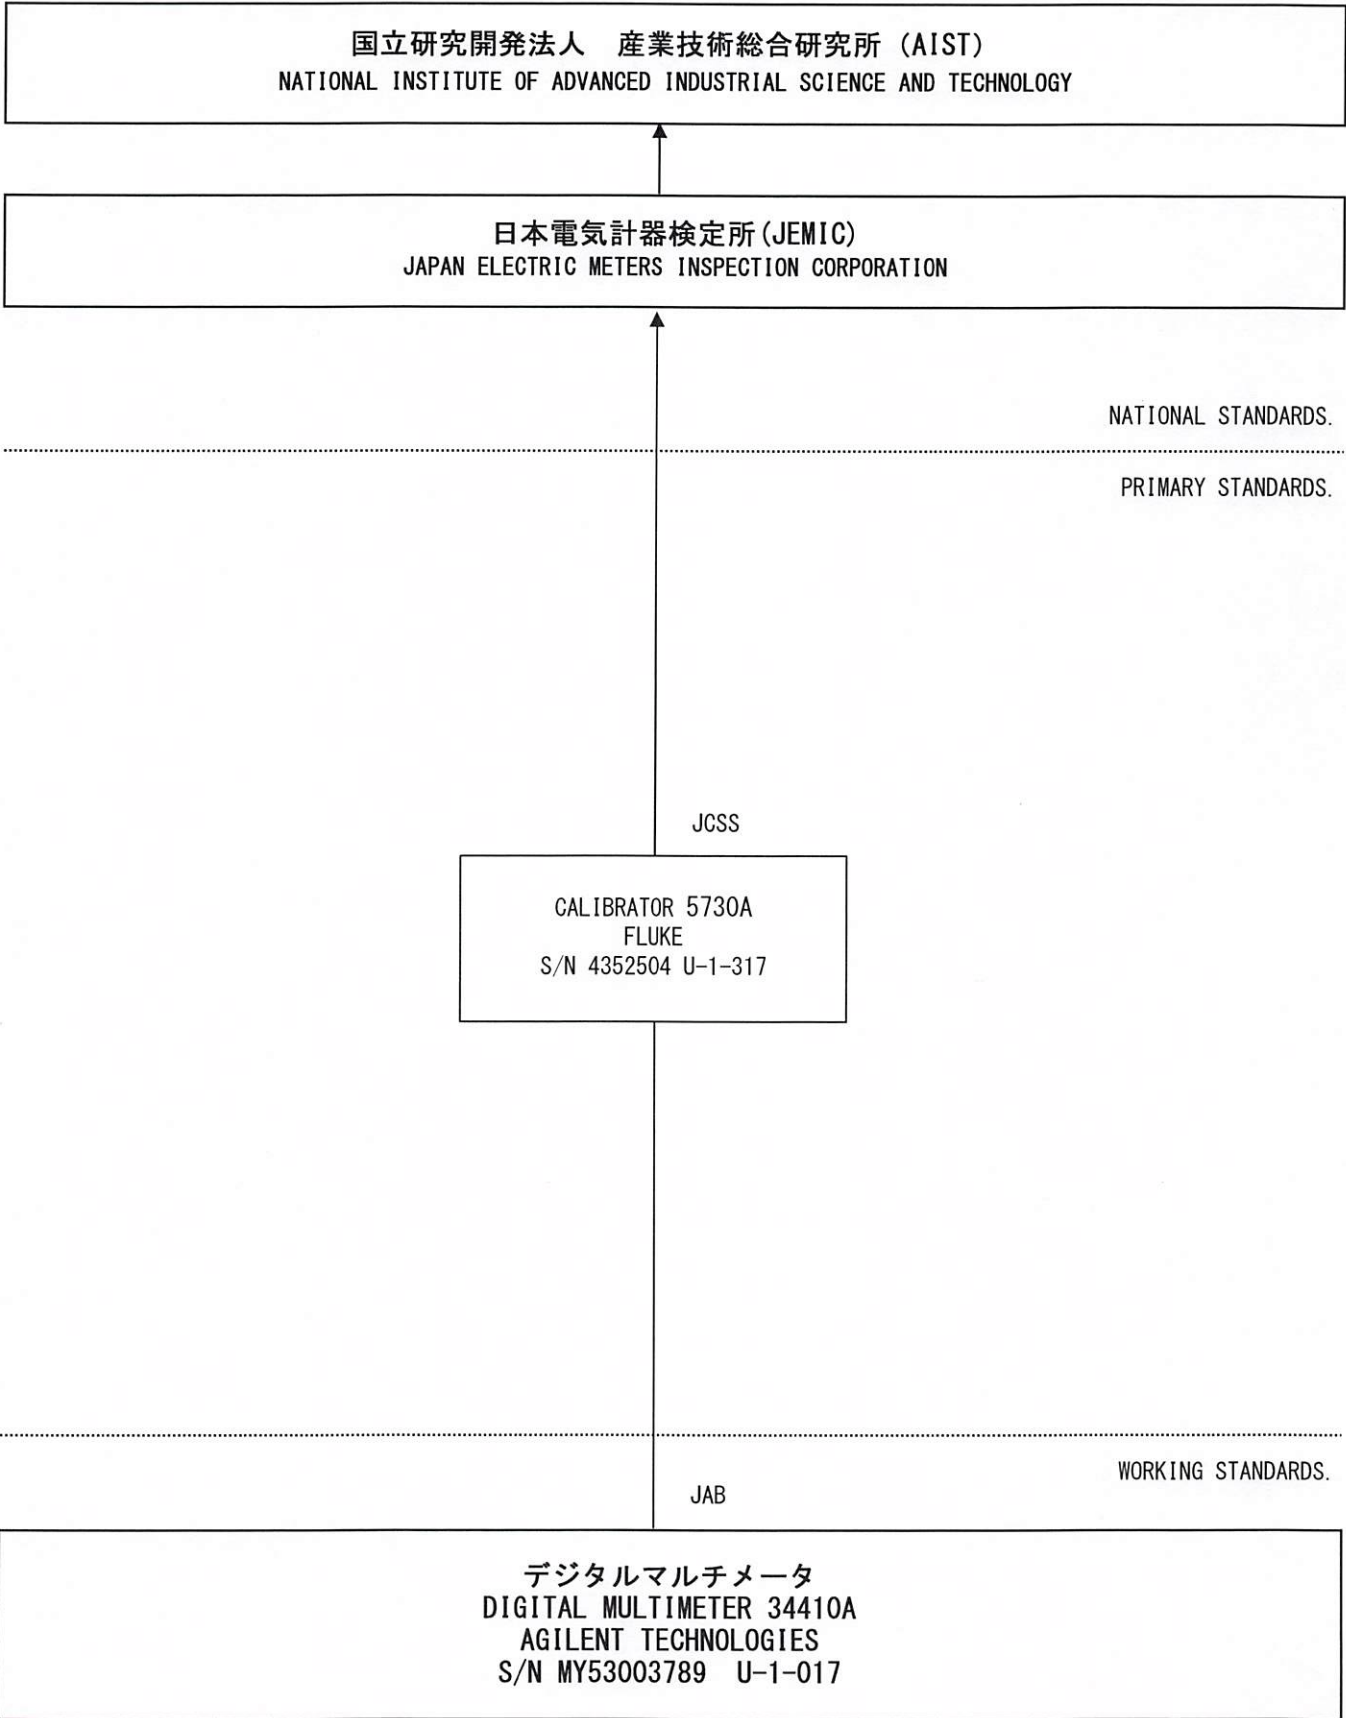 国立研究開発法人　産業技術総合研究所 (AIST)
NATIONAL INSTITUTE OF ADVANCED INDUSTRIAL SCIENCE AND TECHNOLOGY
日本電気計器検定所(JEMIC)
JAPAN ELECTRIC METERS INSPECTION CORPORATION
NATIONAL STANDARDS.
PRIMARY STANDARDS.
JCSS
CALIBRATOR 5730A
FLUKE
S/N 4352504 U-1-317
WORKING STANDARDS.
JAB
デジタルマルチメータ
DIGITAL MULTIMETER 34410A
AGILENT TECHNOLOGIES
S/N MY53003789 U-1-017